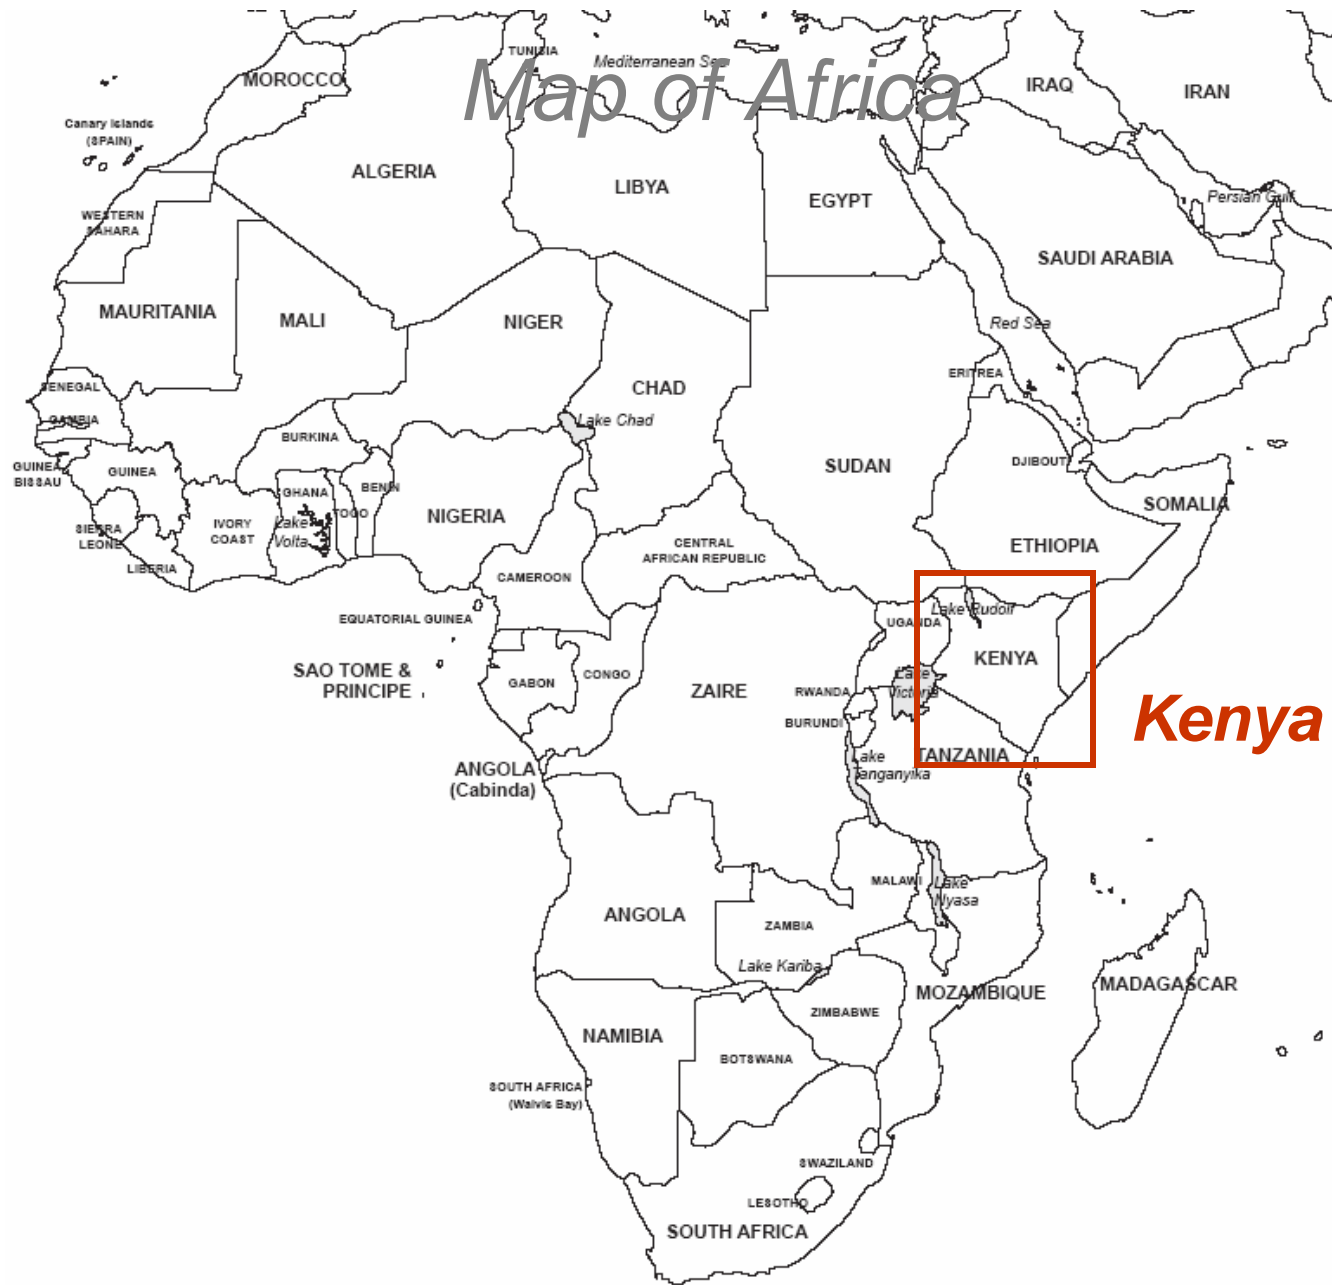 Map of Africa
TUNISIA
Mediterranean Sea
MOROCCO
IRAQ
IRAN
Canary Islands
(SPAIN)
ALGERIA
LIBYA
EGYPT
Persian Gulf
WESTERN
SAHARA
SAUDI ARABIA
MAURITANIA
MALI
NIGER
Red Sea
CHAD
ERITREA
SENEGAL
GAMBIA
Lake Chad
BURKINA
GUINEA
BISSAU
GUINEA
SUDAN
DJIBOUTI
BENIN
GHANA
TOGO
SOMALIA
NIGERIA
IVORY
COAST
Lake
Volta
SIERRA
LEONE
LIBERIA
CENTRAL
AFRICAN REPUBLIC
ETHIOPIA
CAMEROON
EQUATORIAL GUINEA
Lake Rudolf
UGANDA
KENYA
SAO TOME &
PRINCIPE
GABON
CONGO
ZAIRE
Lake
Victoria
RWANDA
BURUNDI
Kenya
TANZANIA
Lake
Tanganyika
ANGOLA
(Cabinda)
MALAWI
Lake
Nyasa
ANGOLA
ZAMBIA
Lake Kariba
MOZAMBIQUE
MADAGASCAR
ZIMBABWE
NAMIBIA
BOTSWANA
SOUTH AFRICA
(Walvis Bay)
SWAZILAND
LESOTHO
SOUTH AFRICA